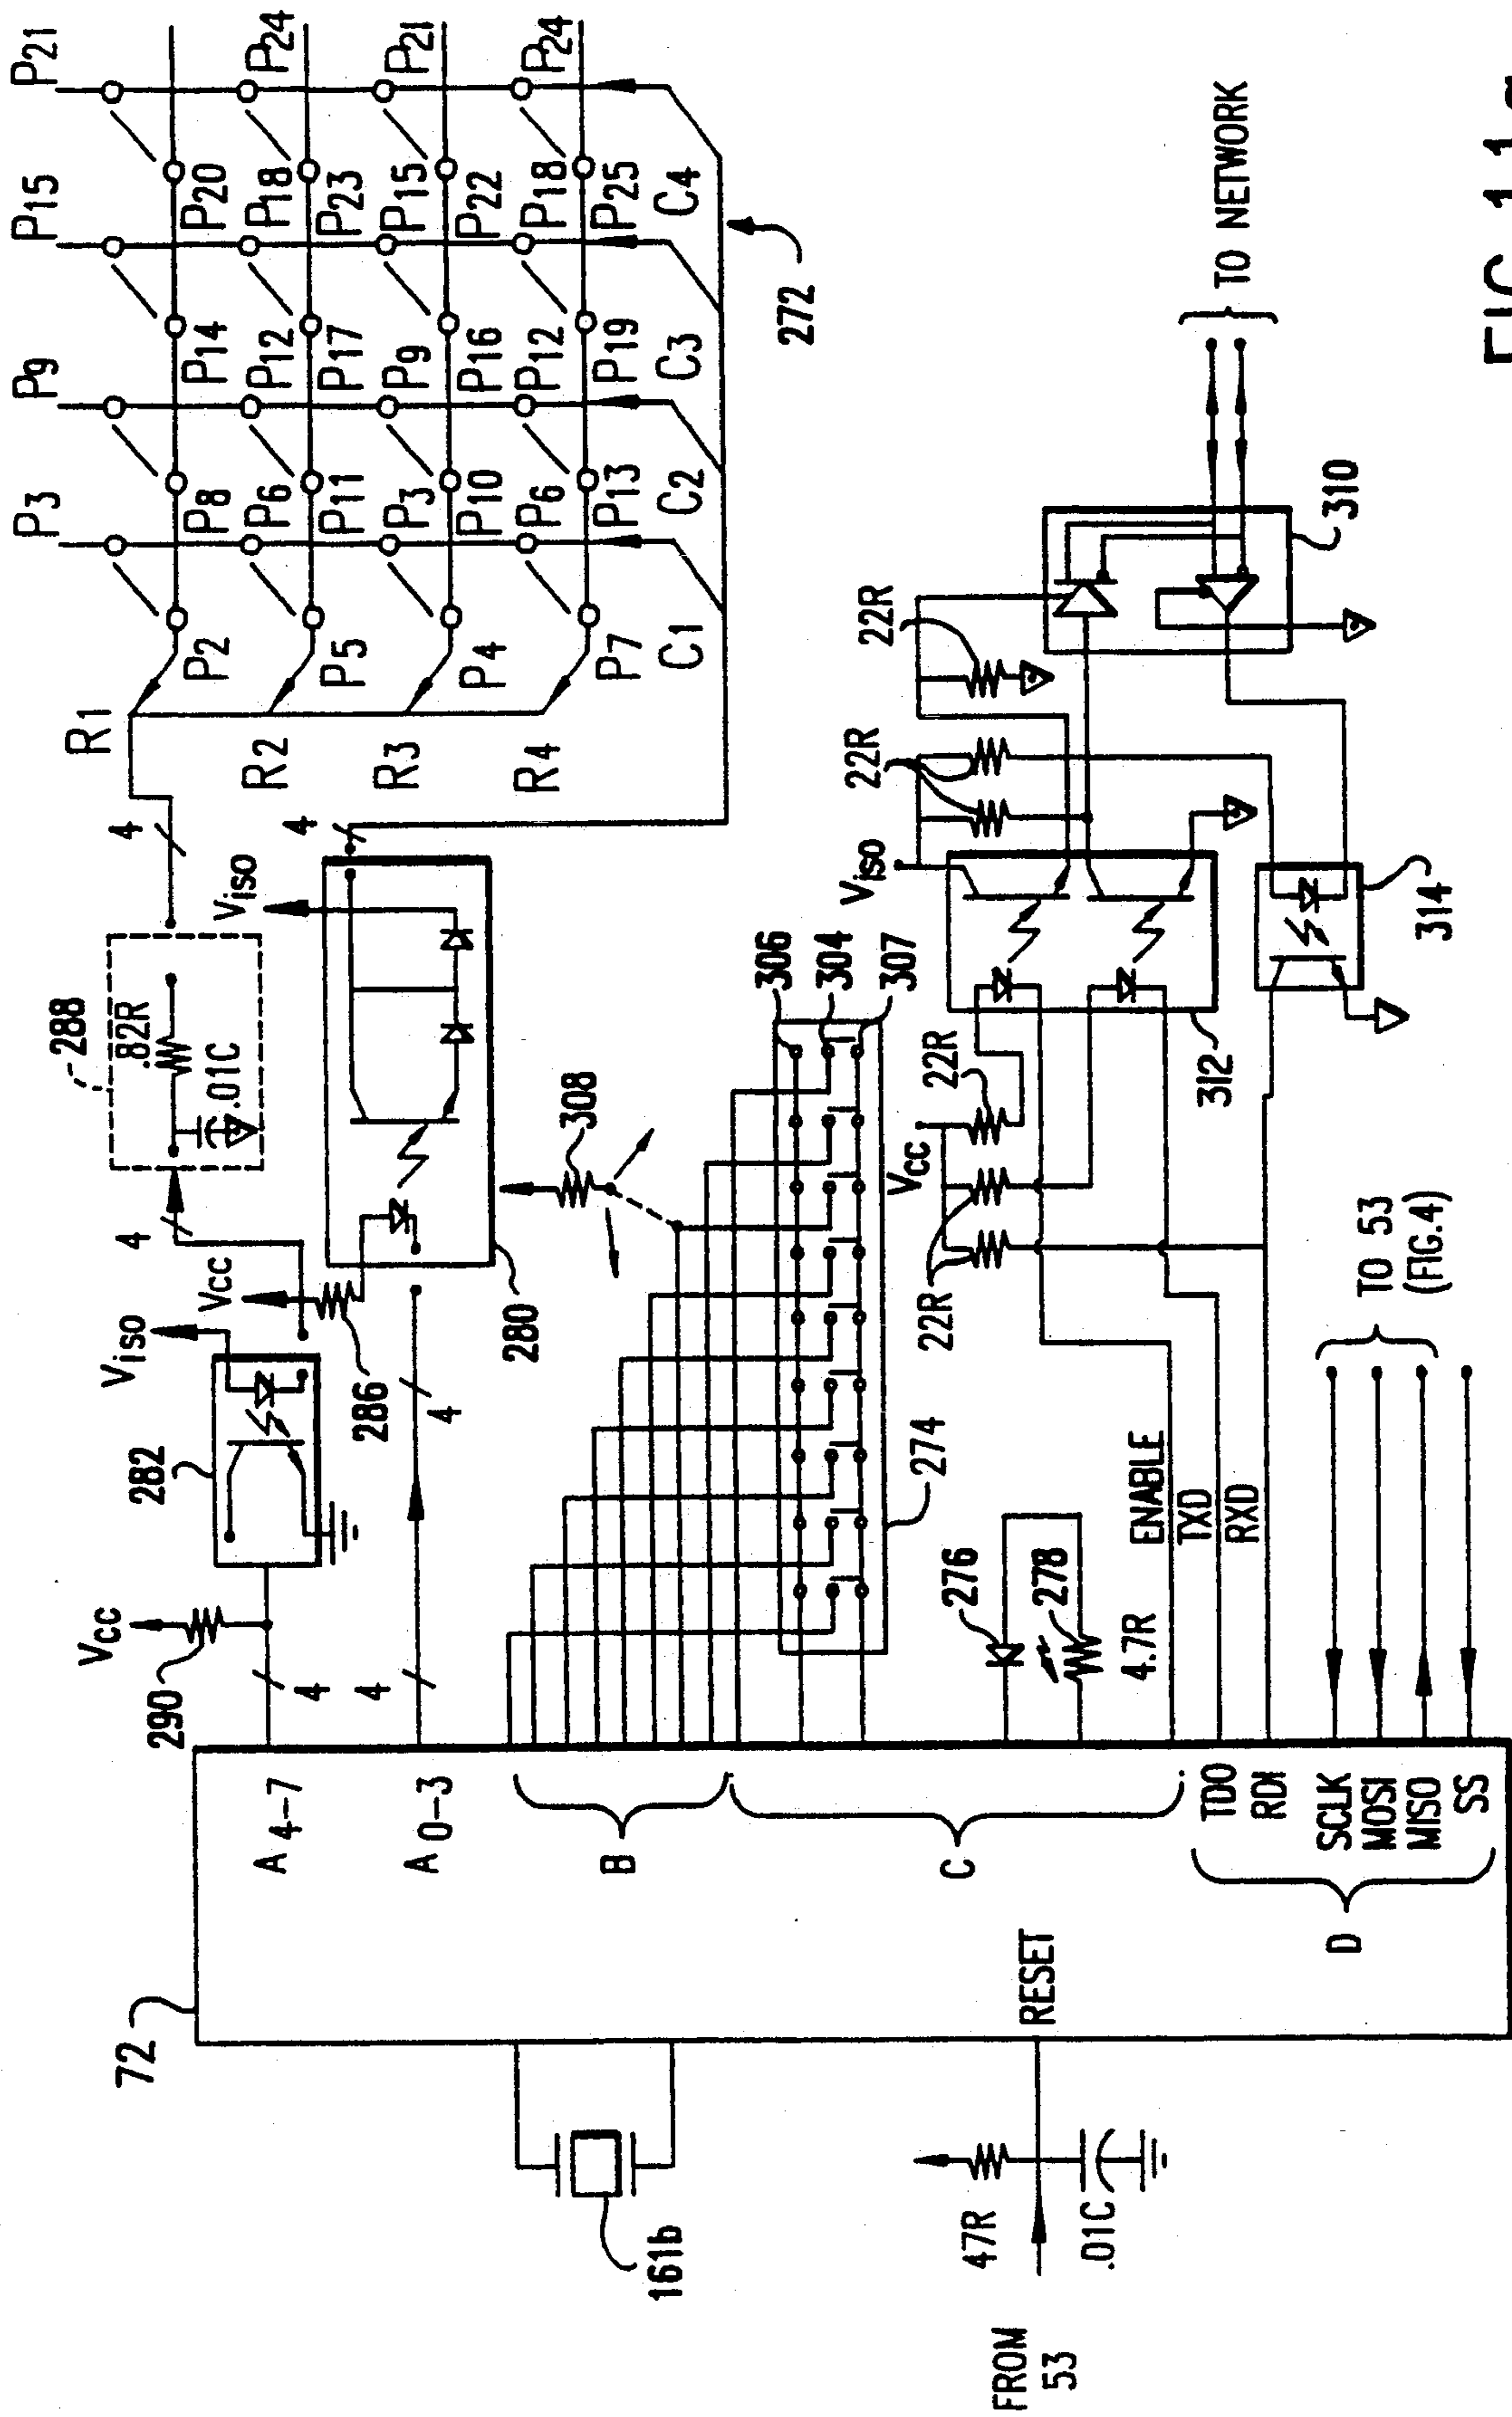 P21
P15
P9
P3
P20
P24
P14
P18
P8
P12
P2
P6
P23
P21
P17
P15
P11
P9
P5
P3
P22
P24
P16
P18
P10
P12
P4
P6
P25
P19
P13
P7
R1
R2
R3
R4
C1
C2
C3
C4
272
4
4
288
.82R
.01C
Viso
4
Vcc
Viso
286
280
282
4
Vcc
290
4
4
308
306
304
307
274
276
278
4.7R
Viso
22R
22R
22R
22R
Vcc
312
314
310
TO NETWORK
ENABLE
TXD
RXD
TO 53
(FIG.4)
72
A4-7
A0-3
B
C
D
TDO
RDI
SCLK
MOSI
MISO
SS
RESET
161b
47R
.01C
FROM
53